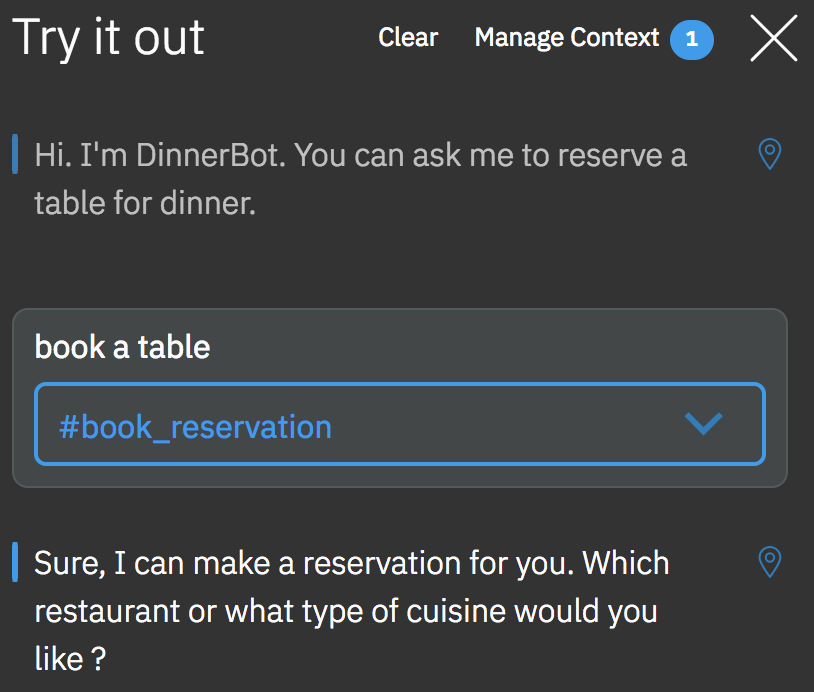 Try it out
Clear
Manage Context
1
Hi. I'm DinnerBot. You can ask me to reserve a
table for dinner.
book a table
#book_reservation
Sure, I can make a reservation for you. Which
restaurant or what type of cuisine would you
like ?